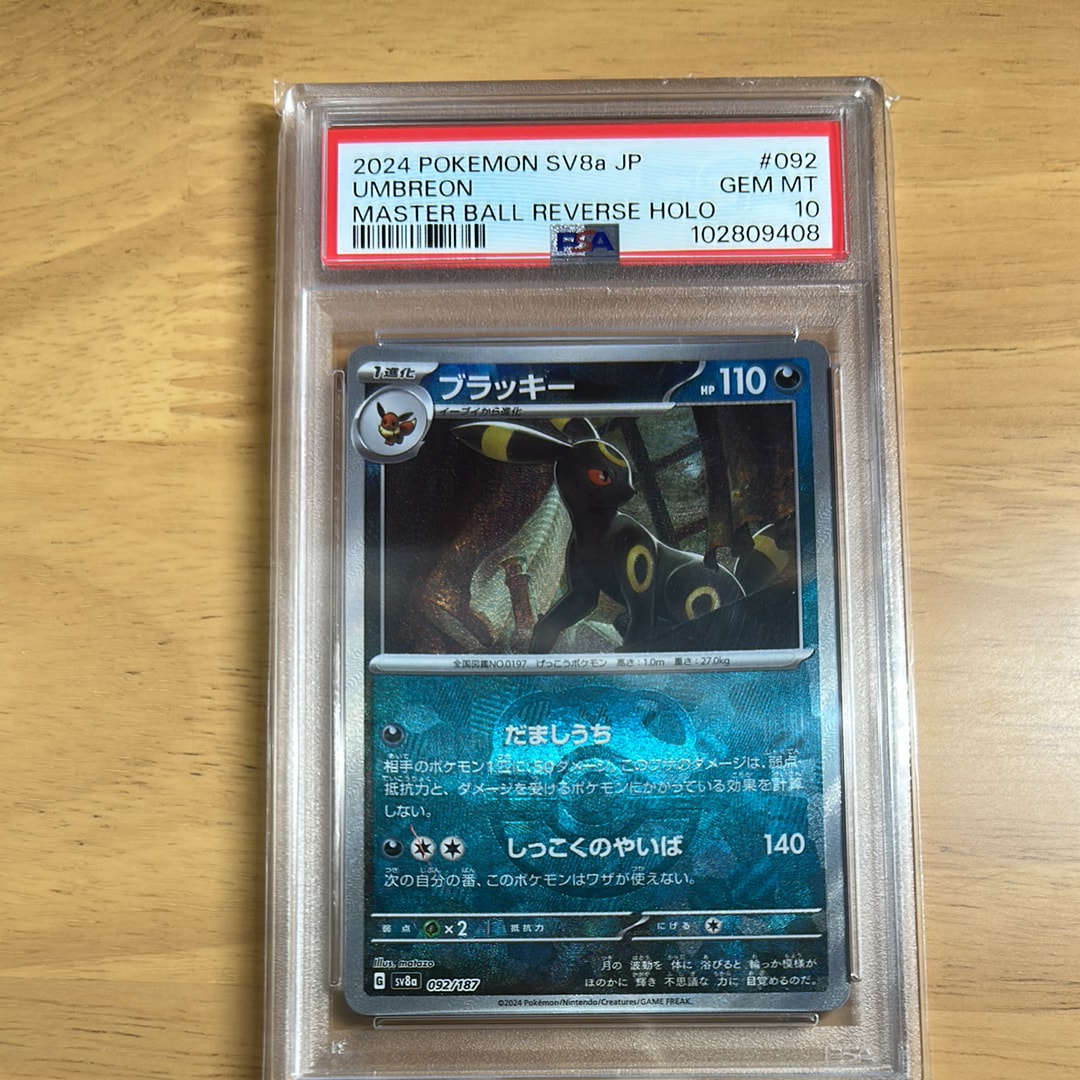 2024 POKEMON SV8a JP #092
UMBREON GEM MT
MASTER BALL REVERSE HOLO 10
PSA 102809408
1進化 ブラッキー HP 110
イーブイから進化
全国図鑑NO.0197 げっこうポケモン 高さ:1.0m 重さ:27.0kg
だましうち
相手のポケモン1匹に、50ダメージ。このワザのダメージは、弱点・
抵抗力と、ダメージを受けるポケモンにかかっている効果を計算
しない。
しっこくのやいば 140
次の自分の番、このポケモンはワザが使えない。
弱点 ×2 抵抗力 にげる
Illus. matazo
月の波動を体に浴びると輪っか模様が
G SV8a 092/187 ほのかに輝き不思議な力に目覚めるのだ。
©2024 Pokémon/Nintendo/Creatures/GAME FREAK.
PSA